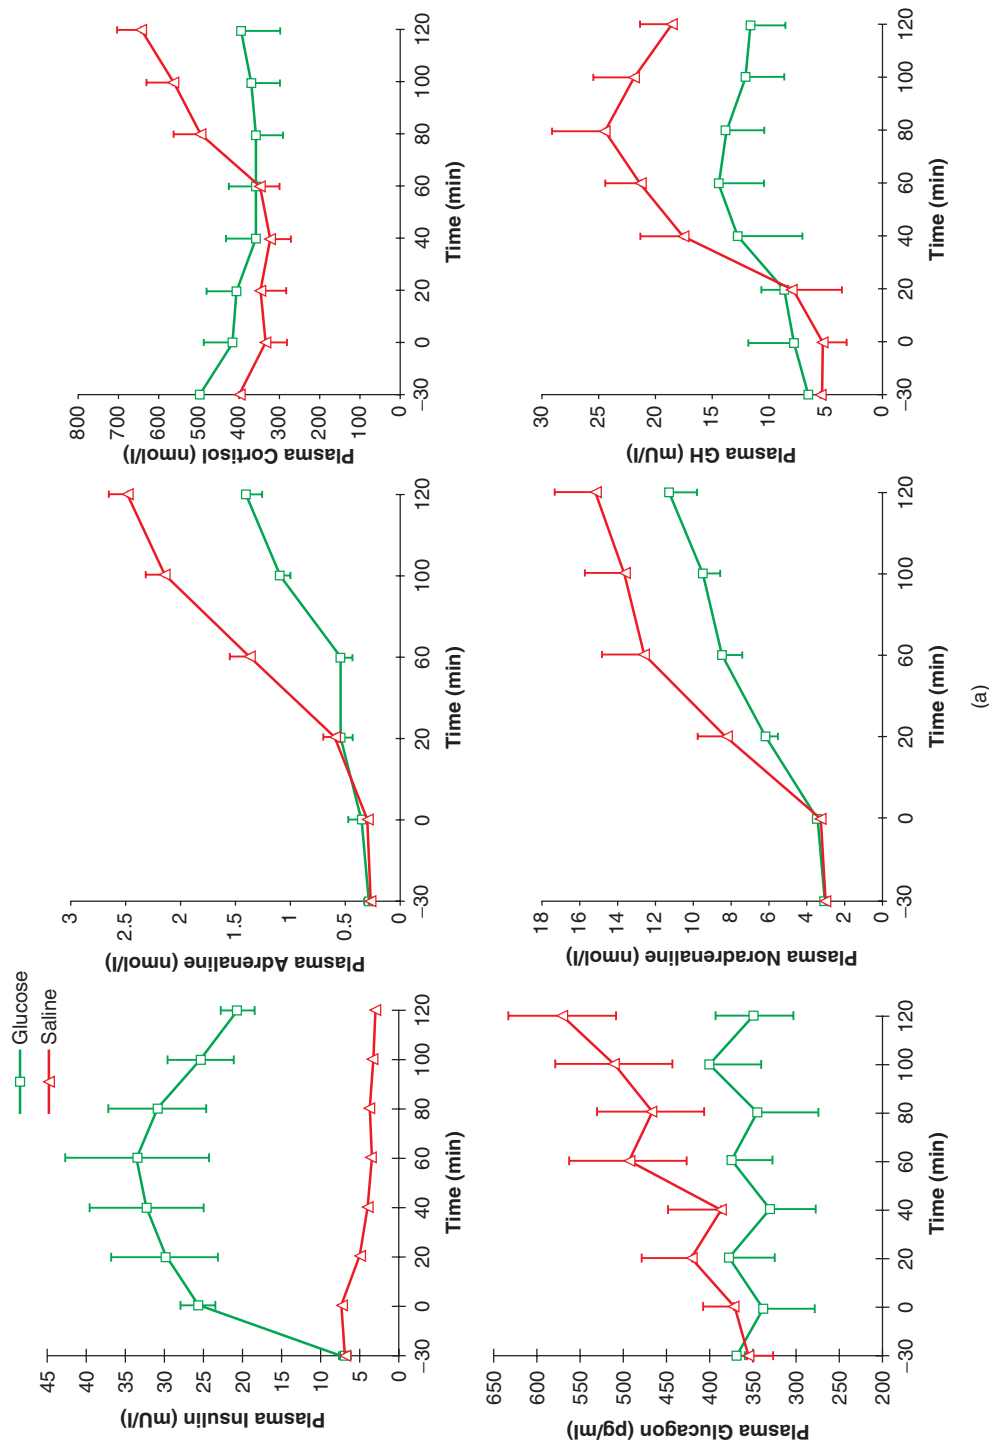 Glucose
Saline
Plasma Insulin (mU/l)
45
40
35
30
25
20
15
10
5
0
–30 0 20 40 60 80 100 120
Time (min)
Plasma Adrenaline (nmol/l)
3
2.5
2
1.5
1
0.5
0
–30 0 20 60 100 120
Time (min)
Plasma Cortisol (nmol/l)
800
700
600
500
400
300
200
100
0
–30 0 20 40 60 80 100 120
Time (min)
Plasma Glucagon (pg/ml)
650
600
550
500
450
400
350
300
250
200
–30 0 20 40 60 80 100 120
Time (min)
Plasma Noradrenaline (nmol/l)
18
16
14
12
10
8
6
4
2
0
–30 0 20 60 100 120
Time (min)
Plasma GH (mU/l)
30
25
20
15
10
5
0
–30 0 20 40 60 80 100 120
Time (min)
(a)